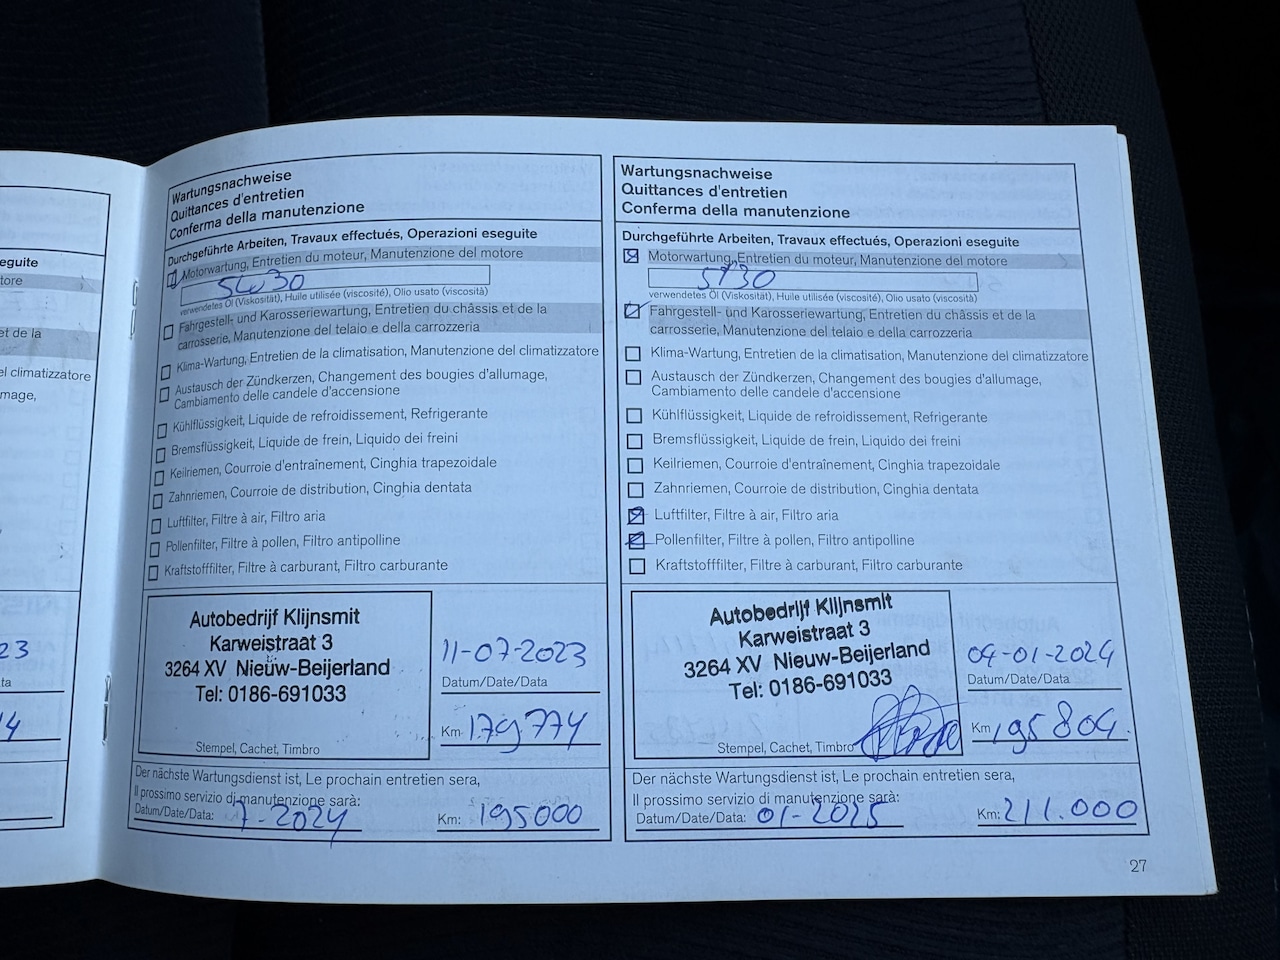 eguite
tore
et de la
el climatizzatore
mage,
23
ta
14
Wartungsnachweise
Quittances d'entretien
Conferma della manutenzione
Durchgeführte Arbeiten, Travaux effectués, Operazioni eseguite
Motorwartung, Entretien du moteur, Manutenzione del motore
5W30
verwendetes Öl (Viskosität), Huile utilisée (viscosité), Olio usato (viscosità)
Fahrgestell- und Karosseriewartung, Entretien du châssis et de la
carrosserie, Manutenzione del telaio e della carrozzeria
Klima-Wartung, Entretien de la climatisation, Manutenzione del climatizzatore
Austausch der Zündkerzen, Changement des bougies d'allumage,
Cambiamento delle candele d'accensione
Kühlflüssigkeit, Liquide de refroidissement, Refrigerante
Bremsflüssigkeit, Liquide de frein, Liquido dei freini
Keilriemen, Courroie d'entraînement, Cinghia trapezoidale
Zahnriemen, Courroie de distribution, Cinghia dentata
Luftfilter, Filtre à air, Filtro aria
Pollenfilter, Filtre à pollen, Filtro antipolline
Kraftstofffilter, Filtre à carburant, Filtro carburante
Autobedrijf Klijnsmit
Karweistraat 3
3264 XV Nieuw-Beijerland
Tel: 0186-691033
Stempel, Cachet, Timbro
11-07-2023
Datum/Date/Data
Km 179774
Der nächste Wartungsdienst ist, Le prochain entretien sera,
Il prossimo servizio di manutenzione sarà:
Datum/Date/Data: 7-2024 Km: 195000
Wartungsnachweise
Quittances d'entretien
Conferma della manutenzione
Durchgeführte Arbeiten, Travaux effectués, Operazioni eseguite
Motorwartung, Entretien du moteur, Manutenzione del motore
verwendetes Öl (Viskosität), Huile utilisée (viscosité), Olio usato (viscosità)
Fahrgestell- und Karosseriewartung, Entretien du châssis et de la
carrosserie, Manutenzione del telaio e della carrozzeria
Klima-Wartung, Entretien de la climatisation, Manutenzione del climatizzatore
Austausch der Zündkerzen, Changement des bougies d'allumage,
Cambiamento delle candele d'accensione
Kühlflüssigkeit, Liquide de refroidissement, Refrigerante
Bremsflüssigkeit, Liquide de frein, Liquido dei freini
Keilriemen, Courroie d'entraînement, Cinghia trapezoidale
Zahnriemen, Courroie de distribution, Cinghia dentata
Luftfilter, Filtre à air, Filtro aria
Pollenfilter, Filtre à pollen, Filtro antipolline
Kraftstofffilter, Filtre à carburant, Filtro carburante
Autobedrijf Klijnsmit
Karweistraat 3
3264 XV Nieuw-Beijerland
Tel: 0186-691033
Stempel, Cachet, Timbro
04-01-2024
Datum/Date/Data
Km 195804
Der nächste Wartungsdienst ist, Le prochain entretien sera,
Il prossimo servizio di manutenzione sarà:
Datum/Date/Data: 01-2025 Km: 211.000
27